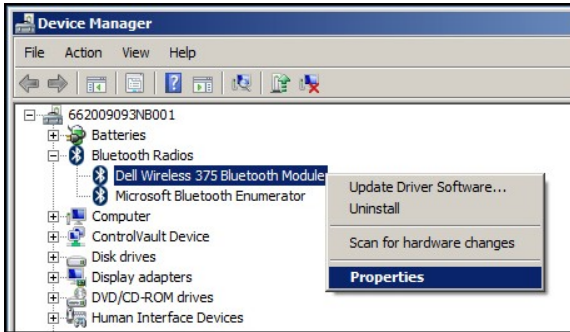 Device Manager
File Action View Help
662009093NB001
Batteries
Bluetooth Radios
Dell Wireless 375 Bluetooth Module
Microsoft Bluetooth Enumerator
Computer
ControlVault Device
Disk drives
Display adapters
DVD/CD-ROM drives
Human Interface Devices
Update Driver Software...
Uninstall
Scan for hardware changes
Properties